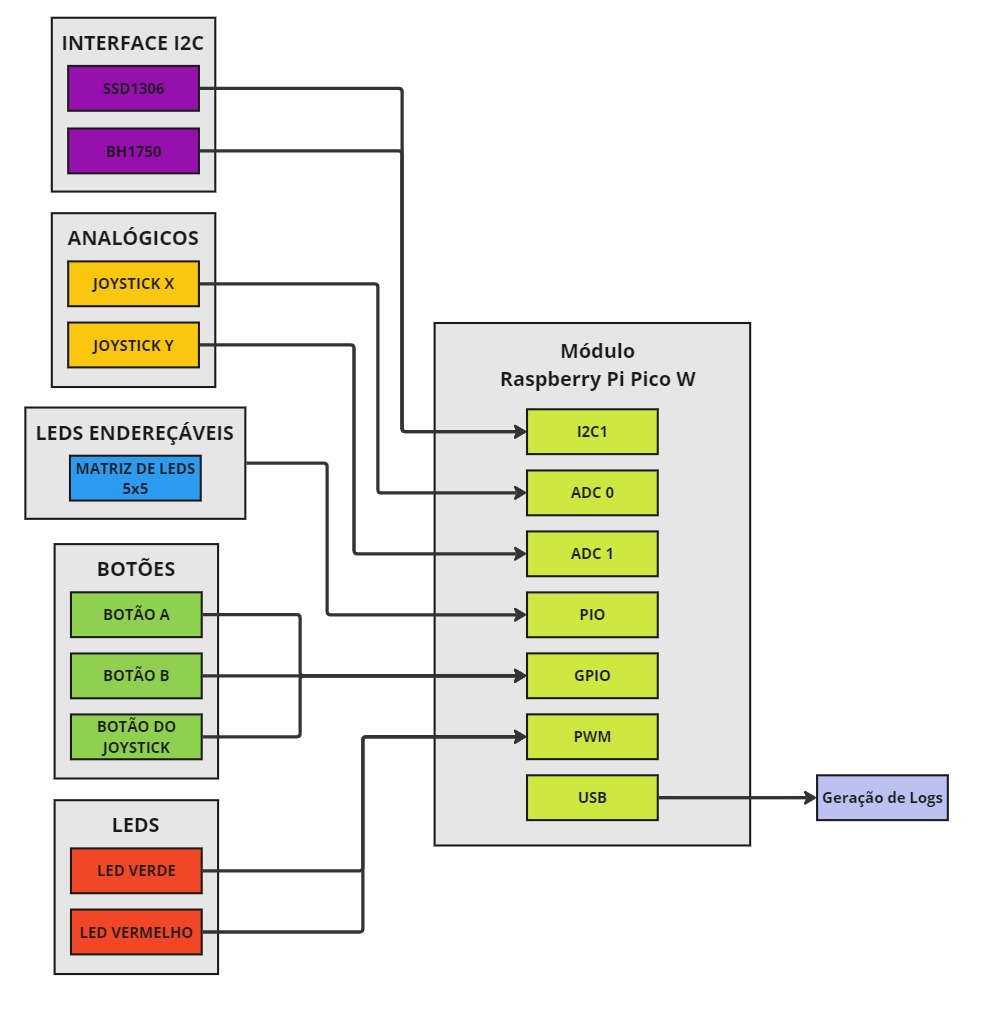 INTERFACE I2C
SSD1306
BH1750
ANALÓGICOS
JOYSTICK X
JOYSTICK Y
LEDS ENDEREÇÁVEIS
MATRIZ DE LEDS
5x5
BOTÕES
BOTÃO A
BOTÃO B
BOTÃO DO
JOYSTICK
LEDS
LED VERDE
LED VERMELHO
Módulo
Raspberry Pi Pico W
I2C1
ADC 0
ADC 1
PIO
GPIO
PWM
USB
Geração de Logs